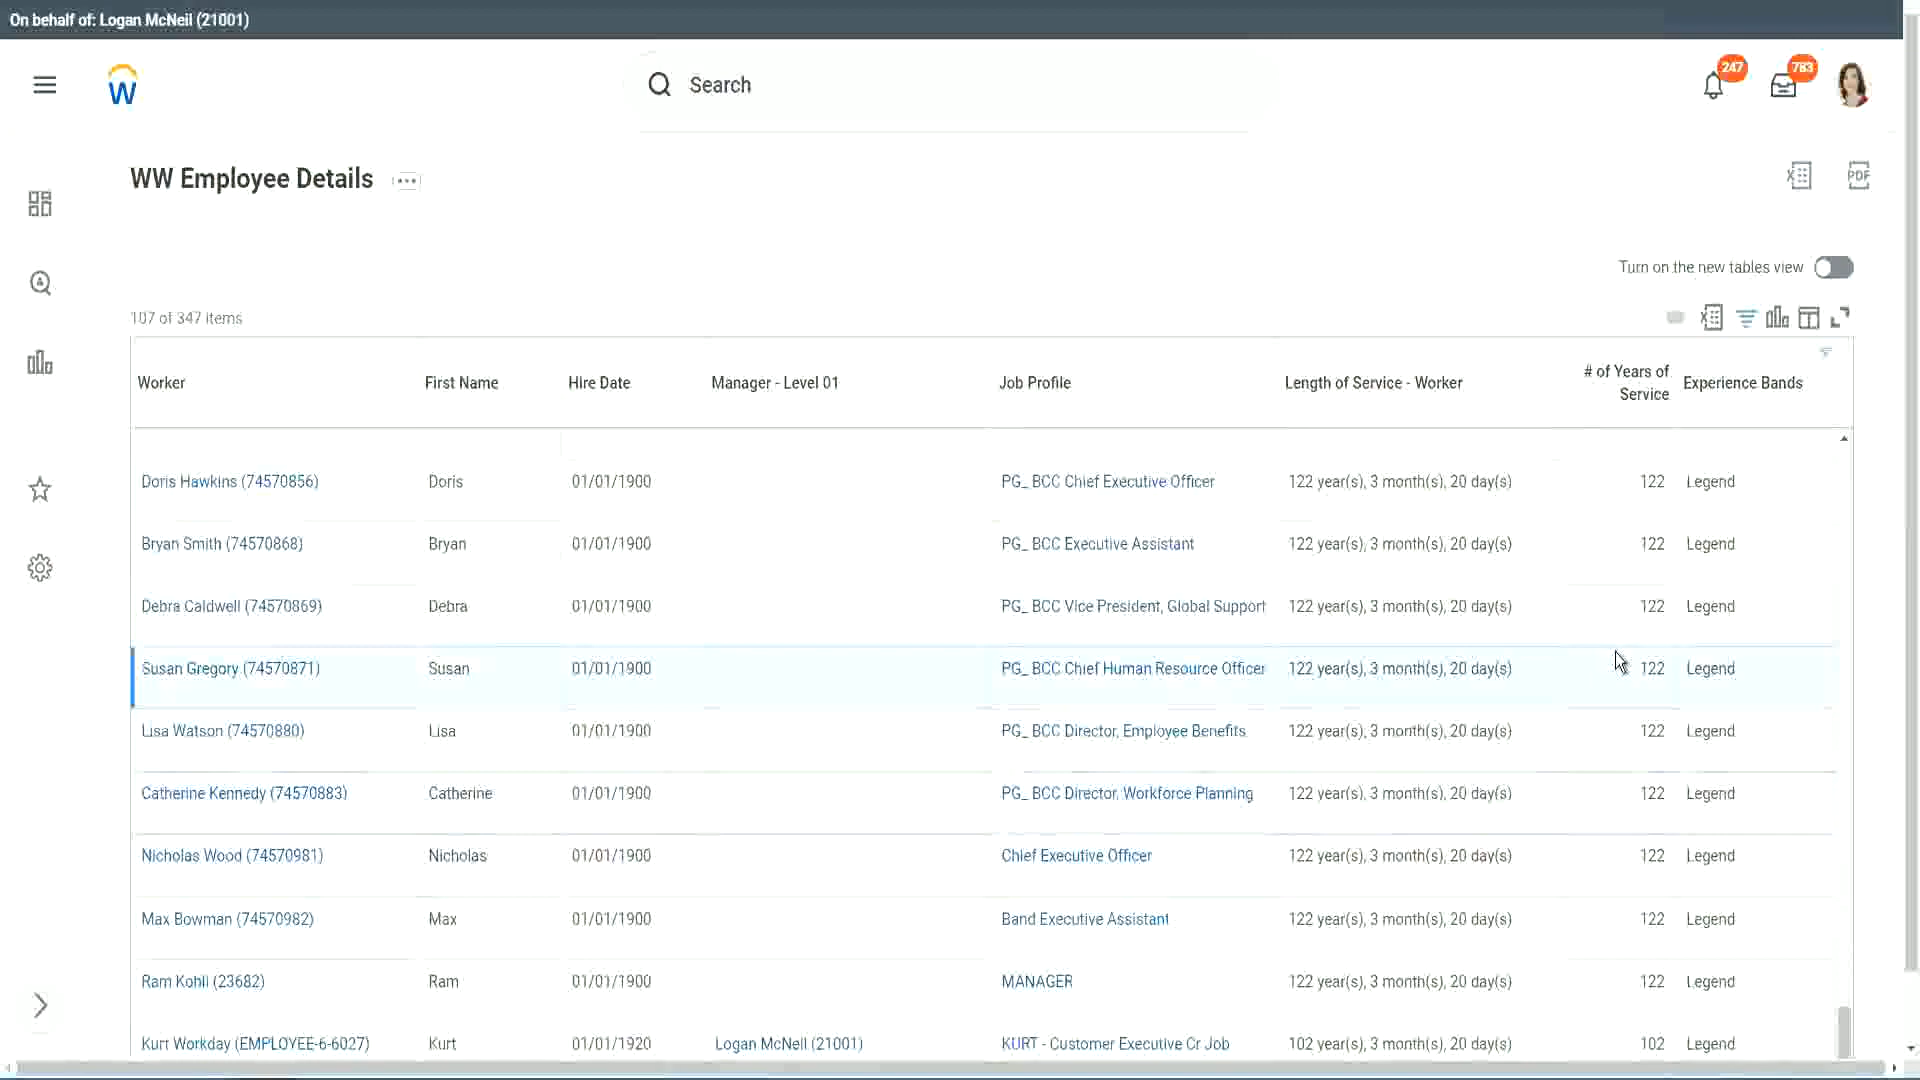 On behalf of: Logan McNeil (21001)
W
Search
247
783
WW Employee Details
X
PDF
Turn on the new tables view
107 of 347 items
X
Worker First Name Hire Date Manager - Level 01 Job Profile Length of Service - Worker # of Years of Service Experience Bands
Doris Hawkins (74570856) Doris 01/01/1900 PG_ BCC Chief Executive Officer 122 year(s), 3 month(s), 20 day(s) 122 Legend
Bryan Smith (74570868) Bryan 01/01/1900 PG_ BCC Executive Assistant 122 year(s), 3 month(s), 20 day(s) 122 Legend
Debra Caldwell (74570869) Debra 01/01/1900 PG_ BCC Vice President, Global Support 122 year(s), 3 month(s), 20 day(s) 122 Legend
Susan Gregory (74570871) Susan 01/01/1900 PG_ BCC Chief Human Resource Officer 122 year(s), 3 month(s), 20 day(s) 122 Legend
Lisa Watson (74570880) Lisa 01/01/1900 PG_ BCC Director, Employee Benefits 122 year(s), 3 month(s), 20 day(s) 122 Legend
Catherine Kennedy (74570883) Catherine 01/01/1900 PG_ BCC Director, Workforce Planning 122 year(s), 3 month(s), 20 day(s) 122 Legend
Nicholas Wood (74570981) Nicholas 01/01/1900 Chief Executive Officer 122 year(s), 3 month(s), 20 day(s) 122 Legend
Max Bowman (74570982) Max 01/01/1900 Band Executive Assistant 122 year(s), 3 month(s), 20 day(s) 122 Legend
Ram Kohli (23682) Ram 01/01/1900 MANAGER 122 year(s), 3 month(s), 20 day(s) 122 Legend
Kurt Workday (EMPLOYEE-6-6027) Kurt 01/01/1920 Logan McNeil (21001) KURT - Customer Executive Cr Job 102 year(s), 3 month(s), 20 day(s) 102 Legend